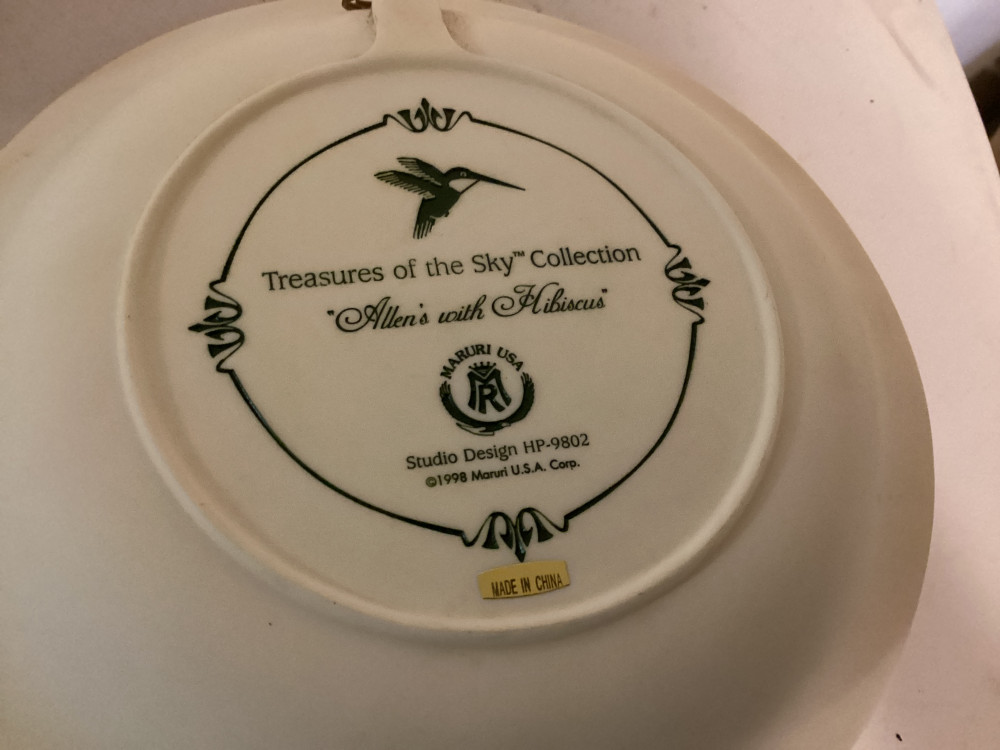 Treasures of the Sky™ Collection
"Allen's with Hibiscus"
MARURI USA
MR
Studio Design HP-9802
©1998 Maruri U.S.A. Corp.
MADE IN CHINA